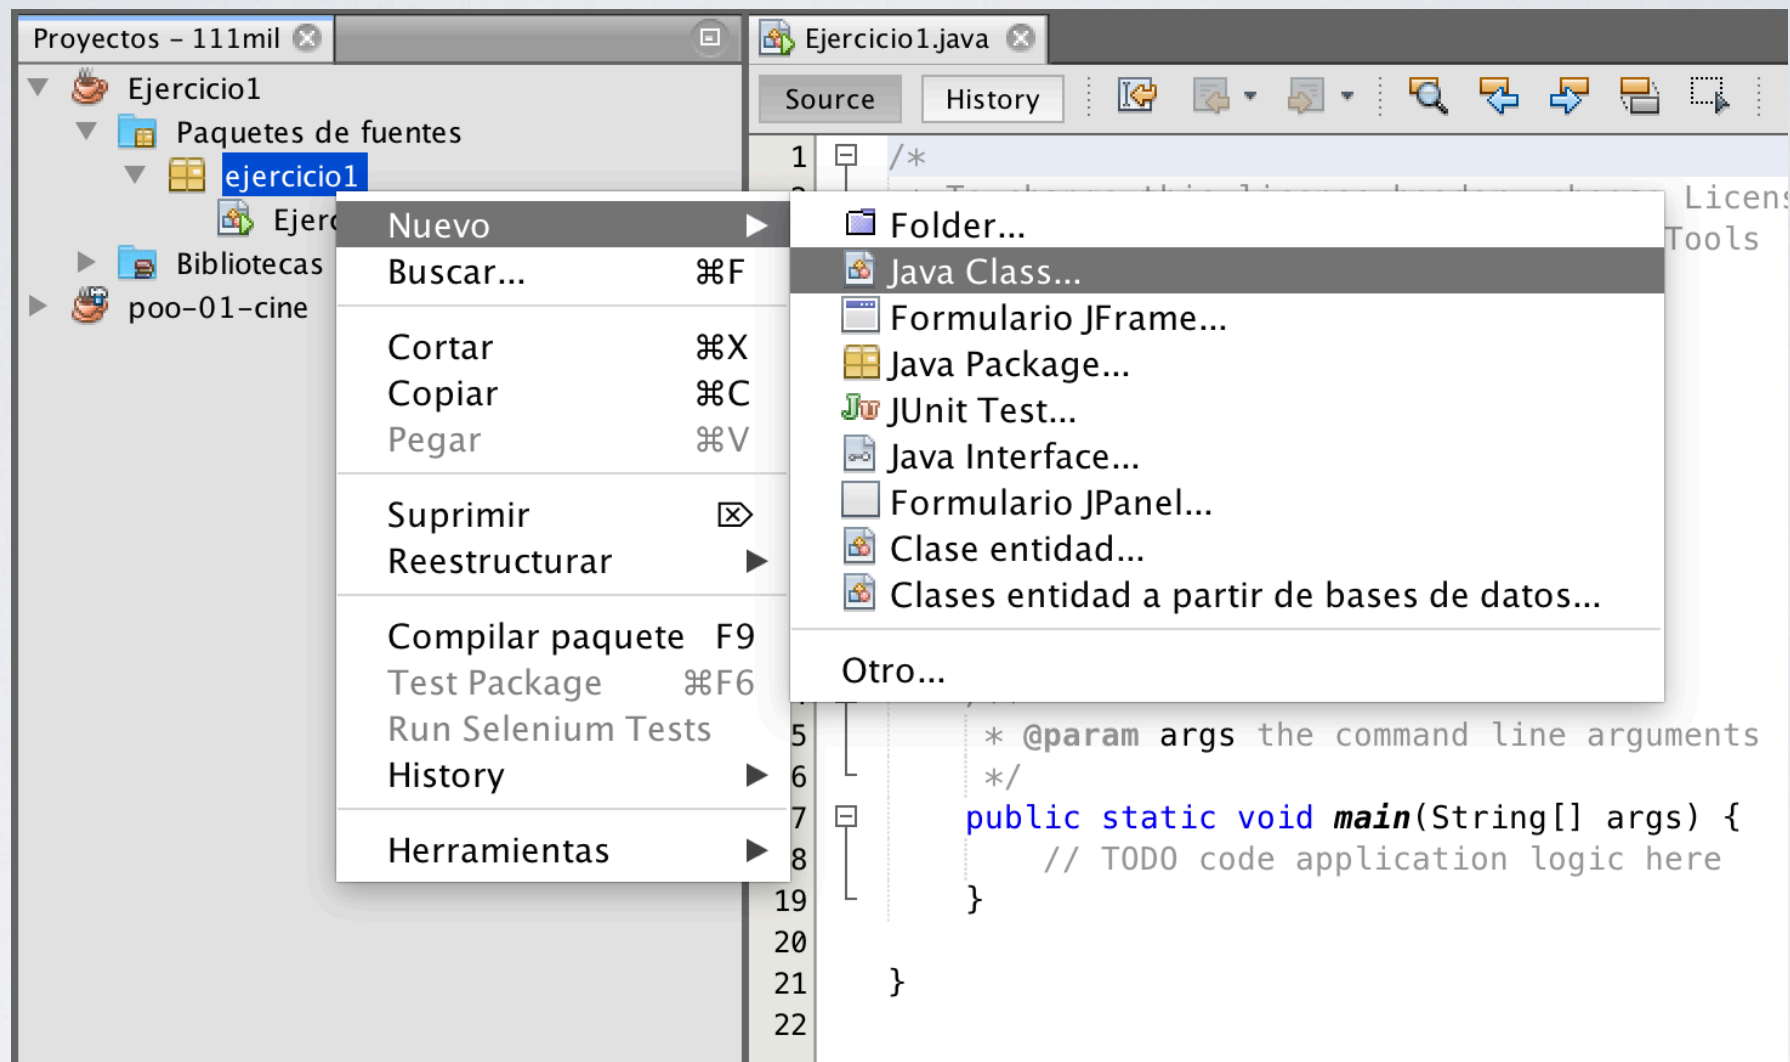 Proyectos – 111mil
Ejercicio1
Paquetes de fuentes
ejercicio1
Ejerc
Bibliotecas
poo-01-cine
Nuevo
Buscar... ⌘F
Cortar ⌘X
Copiar ⌘C
Pegar ⌘V
Suprimir ⌦
Reestructurar
Compilar paquete F9
Test Package ⌘F6
Run Selenium Tests
History
Herramientas
Folder...
Java Class...
Formulario JFrame...
Java Package...
JUnit Test...
Java Interface...
Formulario JPanel...
Clase entidad...
Clases entidad a partir de bases de datos...
Otro...
Ejercicio1.java
Source History
1 /*
Licens
Tools
5 * @param args the command line arguments
6 */
7 public static void main(String[] args) {
8 // TODO code application logic here
19 }
20
21 }
22